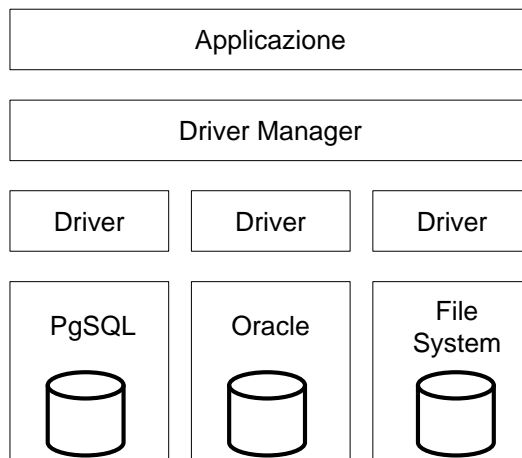 Applicazione
Driver Manager
Driver
Driver
Driver
PgSQL
Oracle
File
System